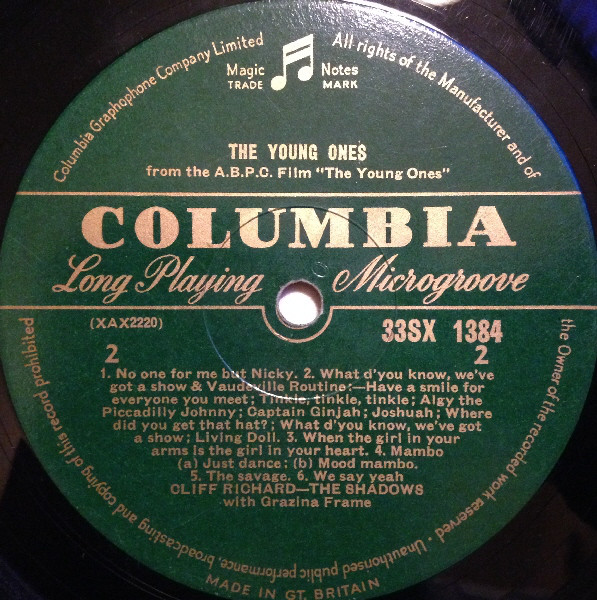 Columbia Graphophone Company Limited
All rights of the Manufacturer and of
the Owner of the recorded work reserved · Unauthorised public performance, broadcasting and copying of this record prohibited
Magic Notes
TRADE MARK
THE YOUNG ONES
from the A.B.P.C. Film "The Young Ones"
COLUMBIA
Long Playing Microgroove
(XAX2220) 33SX 1384
2 2
1. No one for me but Nicky. 2. What d'you know, we've
got a show & Vaudeville Routine:—Have a smile for
everyone you meet; Tinkle, tinkle, tinkle; Algy the
Piccadilly Johnny; Captain Ginjah; Joshuah; Where
did you get that hat?; What d'you know, we've got
a show; Living Doll. 3. When the girl in your
arms is the girl in your heart. 4. Mambo
(a) Just dance: (b) Mood mambo.
5. The savage. 6. We say yeah
CLIFF RICHARD—THE SHADOWS
with Grazina Frame
MADE IN GT. BRITAIN